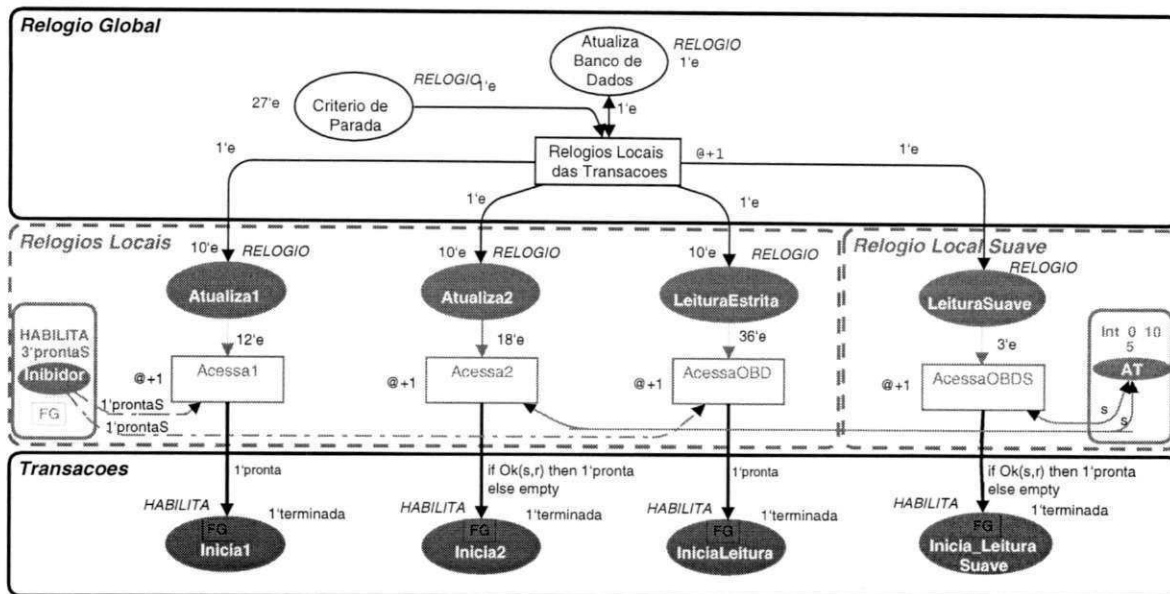 Relogio Global
Atualiza
Banco de
Dados
RELOGIO
1'e
RELOGIO
1'e
27'e
Criterio de
Parada
1'e
Relogios Locais
das Transacoes
@+1
1'e
1'e
1'e
1'e
Relogios Locais
Relogio Local Suave
10'e
RELOGIO
10'e
RELOGIO
10'e
RELOGIO
RELOGIO
Atualiza1
Atualiza2
LeituraEstrita
LeituraSuave
HABILITA
3'prontaS
Inibidor
FG
12'e
18'e
36'e
3'e
Int 0 10
5
AT
@+1
Acessa1
@+1
Acessa2
@+1
AcessaOBD
@+1
AcessaOBDS
1'prontaS
1'prontaS
s
s
Transacoes
1'pronta
if Ok(s,r) then 1'pronta
else empty
1'pronta
if Ok(s,r) then 1'pronta
else empty
HABILITA
1'terminada
HABILITA
1'terminada
HABILITA
1'terminada
HABILITA
1'terminada
FG
Inicia1
FG
Inicia2
FG
IniciaLeitura
FG
Inicia_Leitura
Suave